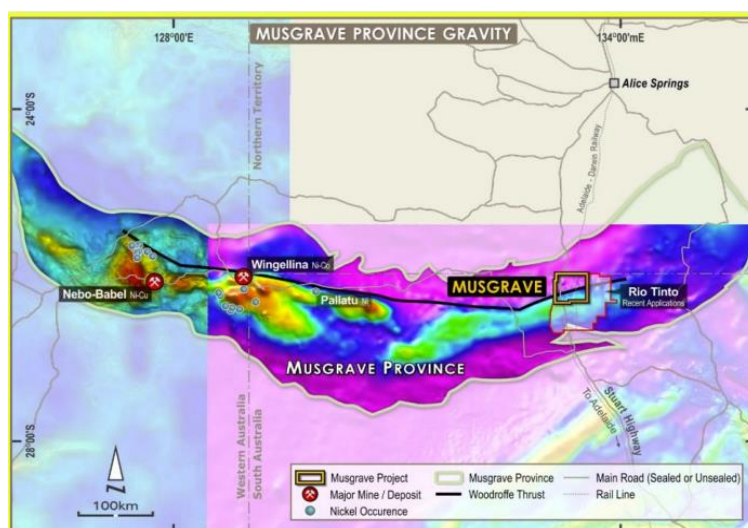 MUSGRAVE PROVINCE GRAVITY
128°00'E
134°00'mE
24°00'S
28°00'S
Alice Springs
Northern Territory
Adelaide - Darwin Railway
Wingellina Ni-Co
Nebo-Babel Ni-Cu
Pallatu Ni
MUSGRAVE
Rio Tinto
Recent Applications
MUSGRAVE PROVINCE
Western Australia
South Australia
Stuart Highway
To Adelaide
N
100km
Musgrave Project
Major Mine / Deposit
Nickel Occurence
Musgrave Province
Woodroffe Thrust
Main Road (Sealed or Unsealed)
Rail Line